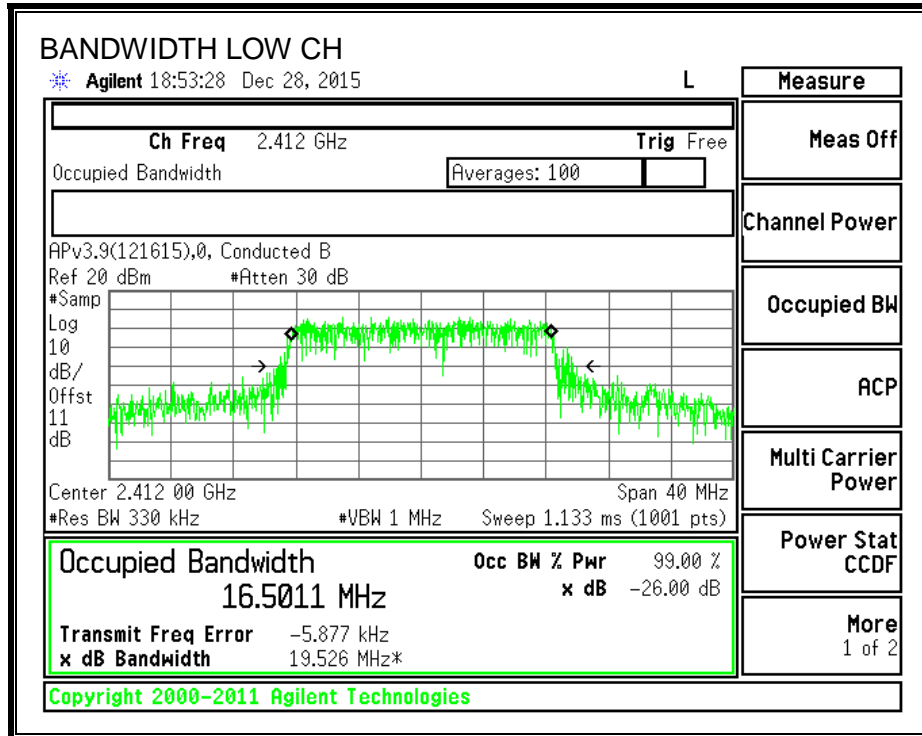 BANDWIDTH LOW CH
Agilent 18:53:28 Dec 28, 2015 L
Ch Freq 2.412 GHz Trig Free
Occupied Bandwidth Averages: 100
APv3.9(121615),0, Conducted B
Ref 20 dBm #Atten 30 dB
#Samp
Log
10
dB/
Offst
11
dB
Center 2.412 00 GHz Span 40 MHz
#Res BW 330 kHz #VBW 1 MHz Sweep 1.133 ms (1001 pts)
Occupied Bandwidth Occ BW % Pwr 99.00 %
16.5011 MHz x dB -26.00 dB
Transmit Freq Error -5.877 kHz
x dB Bandwidth 19.526 MHz*
Copyright 2000-2011 Agilent Technologies
Measure
Meas Off
Channel Power
Occupied BW
ACP
Multi Carrier
Power
Power Stat
CCDF
More
1 of 2